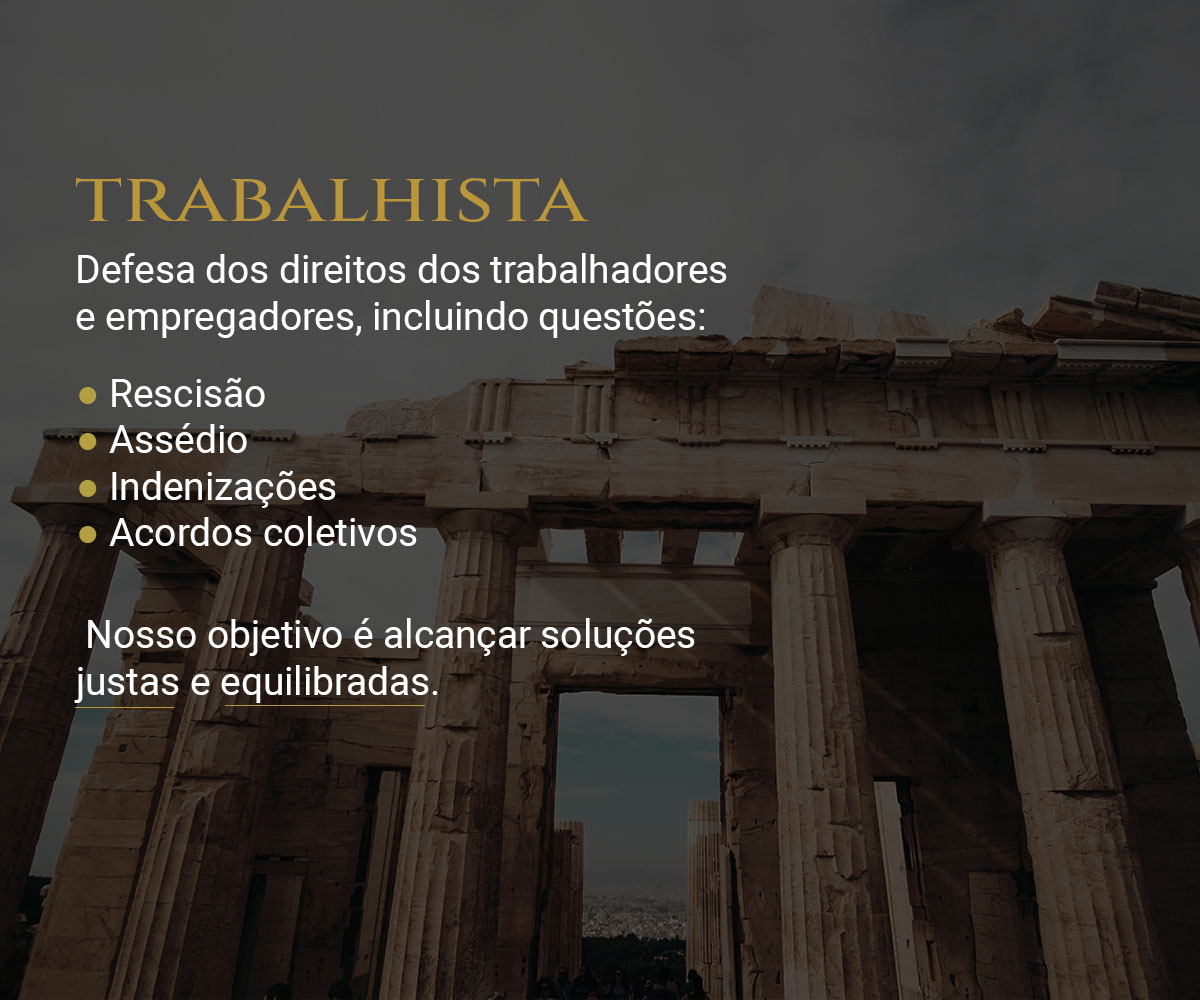 TRABALHISTA
Defesa dos direitos dos trabalhadores
e empregadores, incluindo questões:
● Rescisão
● Assédio
● Indenizações
● Acordos coletivos
Nosso objetivo é alcançar soluções
justas e equilibradas.